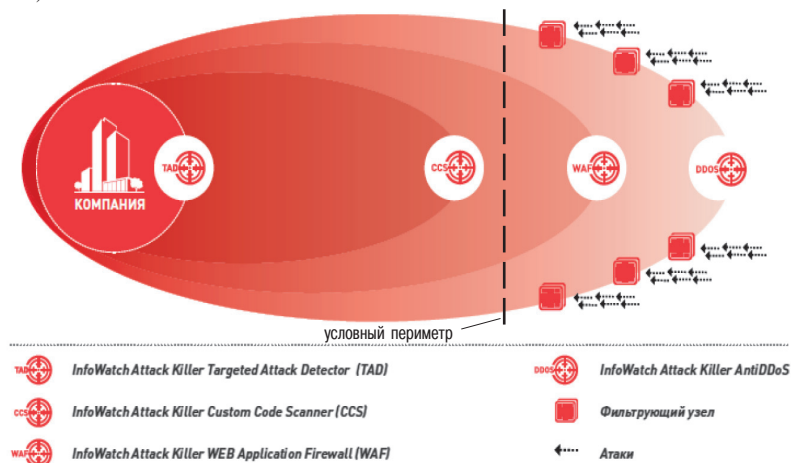 КОМПАНИЯ
TAD
CCS
WAF
DDOS
условный периметр
TAD InfoWatch Attack Killer Targeted Attack Detector (TAD)
DDOS InfoWatch Attack Killer AntiDDoS
CCS InfoWatch Attack Killer Custom Code Scanner (CCS)
Фильтрующий узел
WAF InfoWatch Attack Killer WEB Application Firewall (WAF)
Атаки